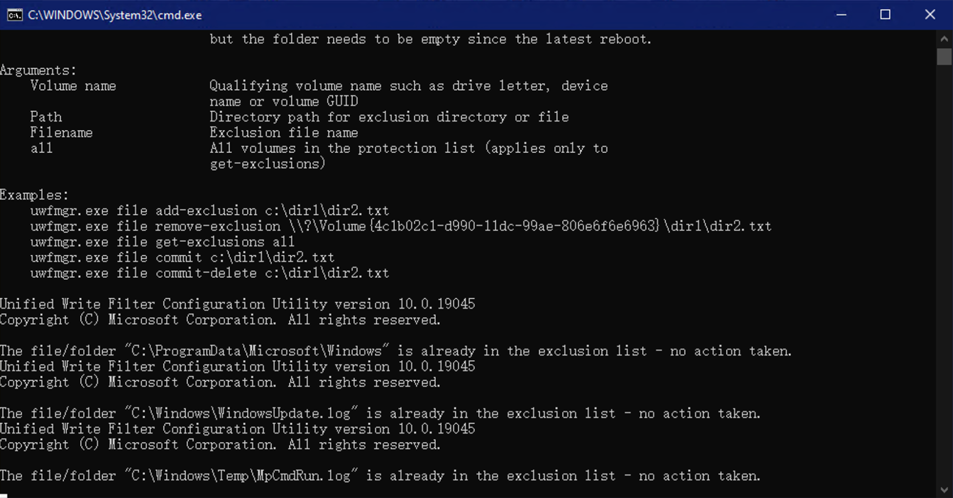 C:\WINDOWS\System32\cmd.exe
but the folder needs to be empty since the latest reboot.
Arguments:
Volume name Qualifying volume name such as drive letter, device
name or volume GUID
Path Directory path for exclusion directory or file
Filename Exclusion file name
all All volumes in the protection list (applies only to
get-exclusions)
Examples:
uwfmgr.exe file add-exclusion c:\dir1\dir2.txt
uwfmgr.exe file remove-exclusion \\?\Volume{4c1b02c1-d990-11dc-99ae-806e6f6e6963}\dir1\dir2.txt
uwfmgr.exe file get-exclusions all
uwfmgr.exe file commit c:\dir1\dir2.txt
uwfmgr.exe file commit-delete c:\dir1\dir2.txt
Unified Write Filter Configuration Utility version 10.0.19045
Copyright (C) Microsoft Corporation. All rights reserved.
The file/folder "C:\ProgramData\Microsoft\Windows" is already in the exclusion list - no action taken.
Unified Write Filter Configuration Utility version 10.0.19045
Copyright (C) Microsoft Corporation. All rights reserved.
The file/folder "C:\Windows\WindowsUpdate.log" is already in the exclusion list - no action taken.
Unified Write Filter Configuration Utility version 10.0.19045
Copyright (C) Microsoft Corporation. All rights reserved.
The file/folder "C:\Windows\Temp\MpCmdRun.log" is already in the exclusion list - no action taken.